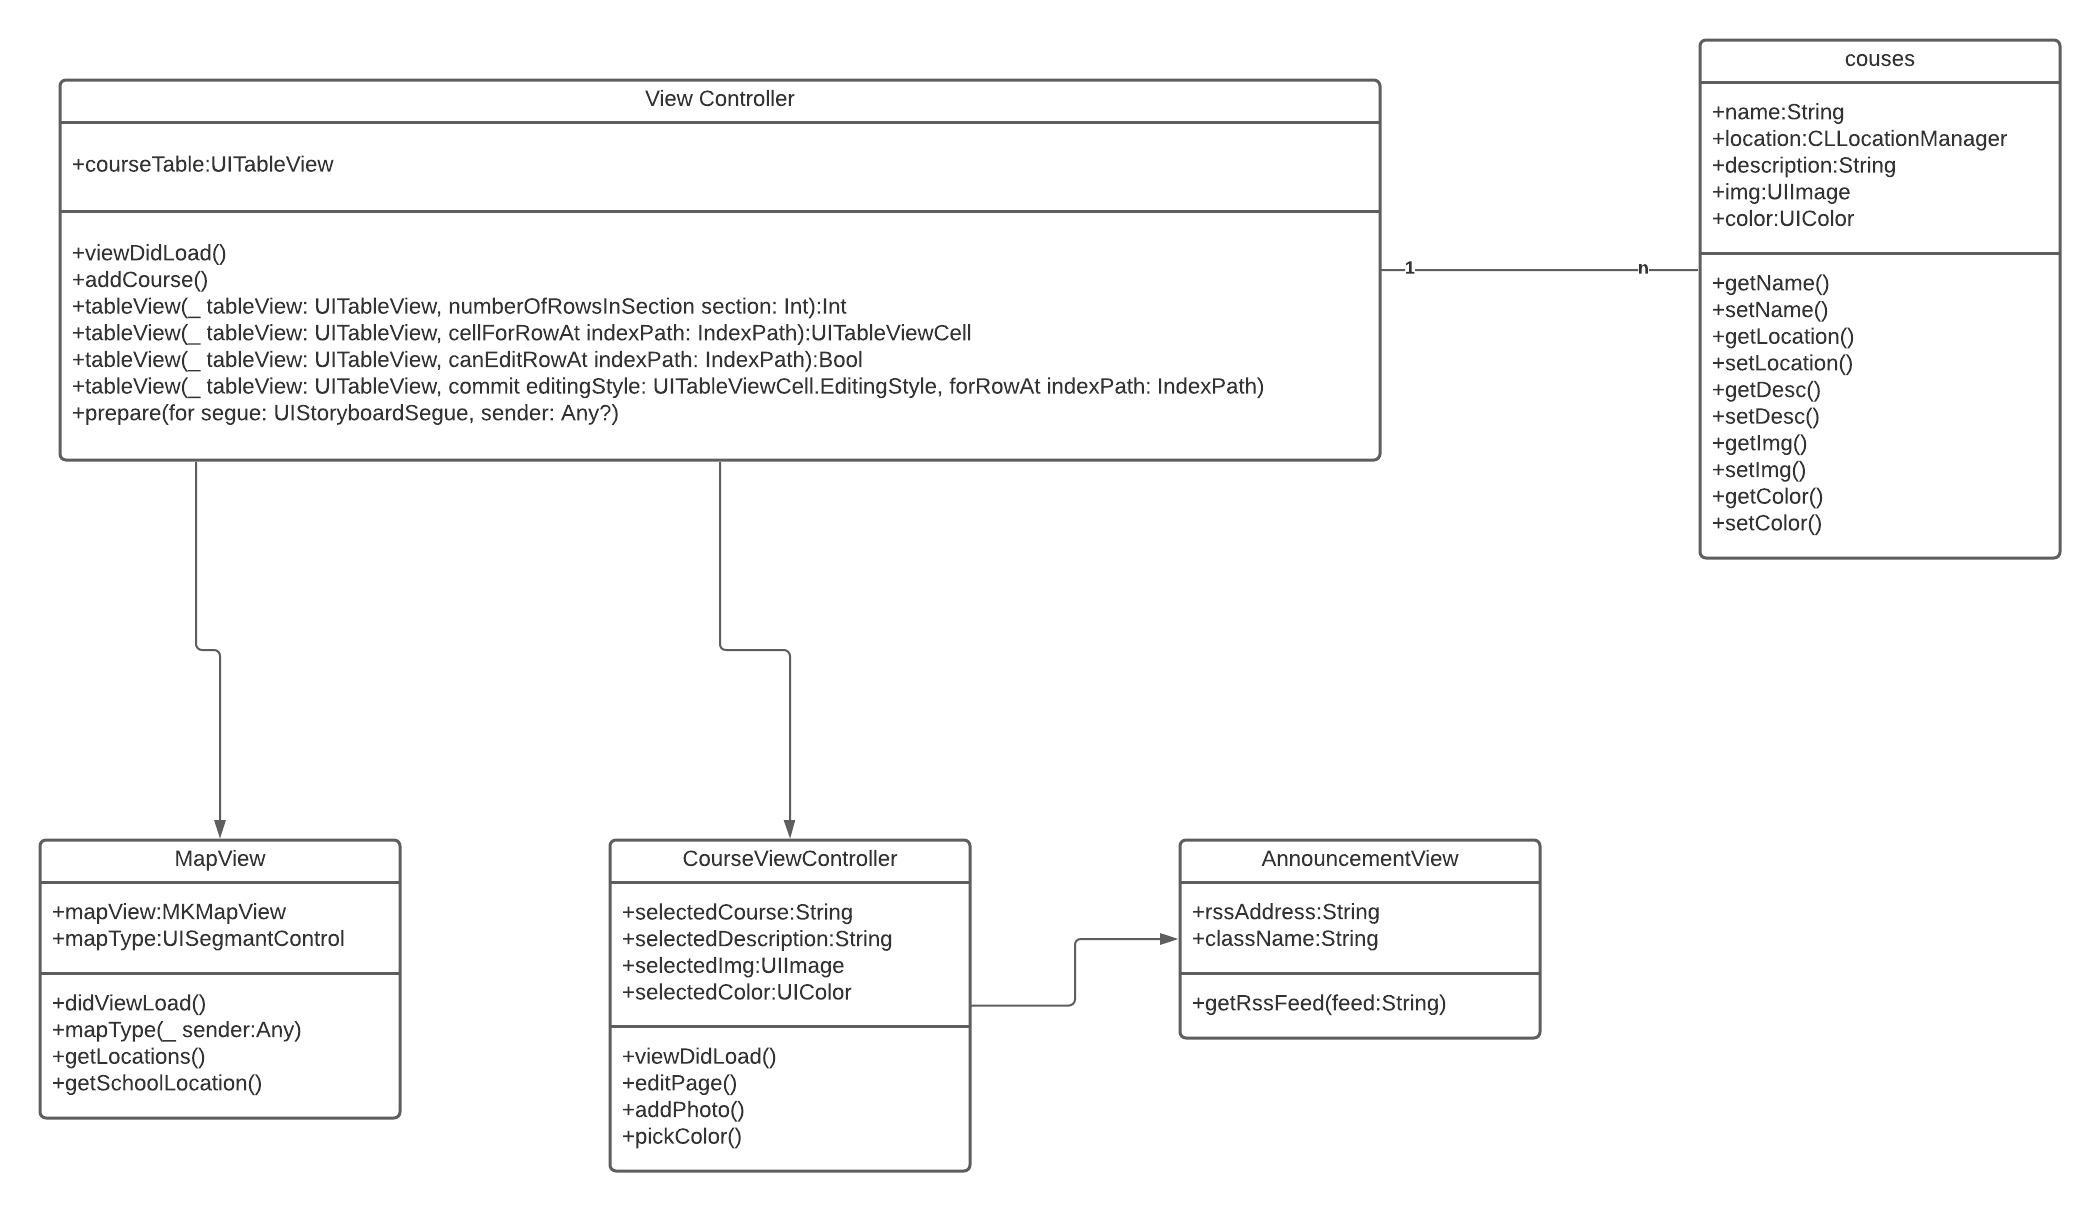 View Controller
+courseTable:UITableView
+viewDidLoad()
+addCourse()
+tableView(_ tableView: UITableView, numberOfRowsInSection section: Int):Int
+tableView(_ tableView: UITableView, cellForRowAt indexPath: IndexPath):UITableViewCell
+tableView(_ tableView: UITableView, canEditRowAt indexPath: IndexPath):Bool
+tableView(_ tableView: UITableView, commit editingStyle: UITableViewCell.EditingStyle, forRowAt indexPath: IndexPath)
+prepare(for segue: UIStoryboardSegue, sender: Any?)
1
n
couses
+name:String
+location:CLLocationManager
+description:String
+img:UIImage
+color:UIColor
+getName()
+setName()
+getLocation()
+setLocation()
+getDesc()
+setDesc()
+getImg()
+setImg()
+getColor()
+setColor()
MapView
+mapView:MKMapView
+mapType:UISegmantControl
+didViewLoad()
+mapType(_ sender:Any)
+getLocations()
+getSchoolLocation()
CourseViewController
+selectedCourse:String
+selectedDescription:String
+selectedImg:UIImage
+selectedColor:UIColor
+viewDidLoad()
+editPage()
+addPhoto()
+pickColor()
AnnouncementView
+rssAddress:String
+className:String
+getRssFeed(feed:String)